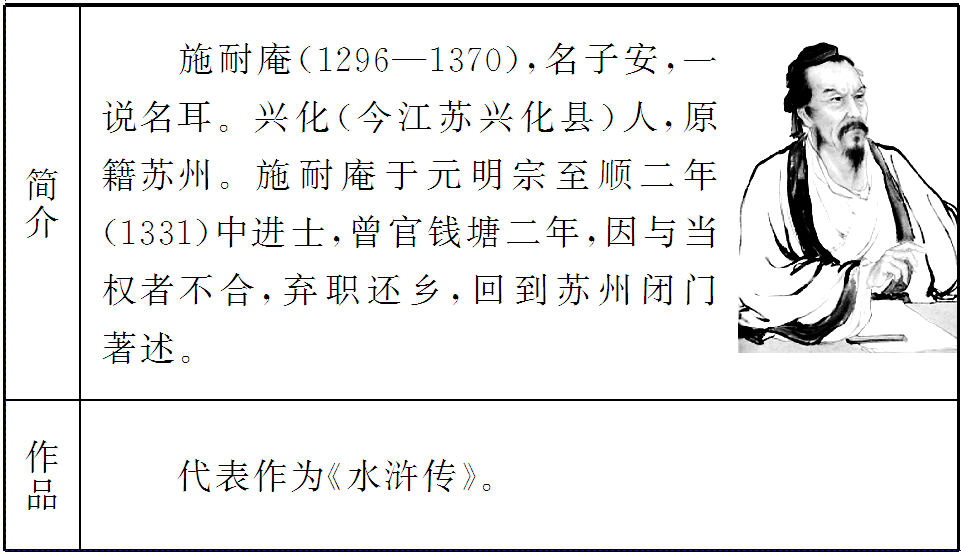 简介
施耐庵(1296—1370),名子安,一
说名耳。兴化(今江苏兴化县)人,原
籍苏州。施耐庵于元明宗至顺二年
(1331)中进士,曾官钱塘二年,因与当
权者不合,弃职还乡,回到苏州闭门
著述。
作品
代表作为《水浒传》。